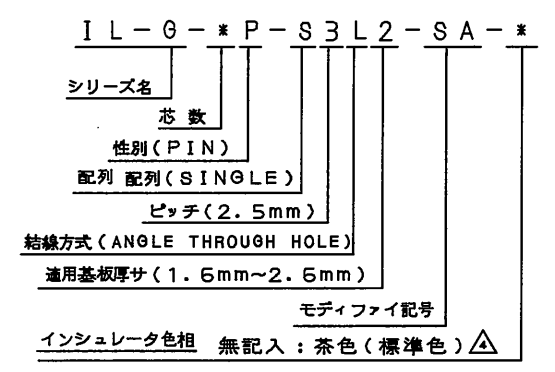 IL-G-*P-S3L2-SA-*
シリーズ名
芯数
性別(PIN)
配列 配列(SINGLE)
ピッチ(2.5mm)
結線方式(ANGLE THROUGH HOLE)
適用基板厚サ(1.6mm~2.6mm)
モディファイ記号
インシュレータ色相 無記入:茶色(標準色) 4